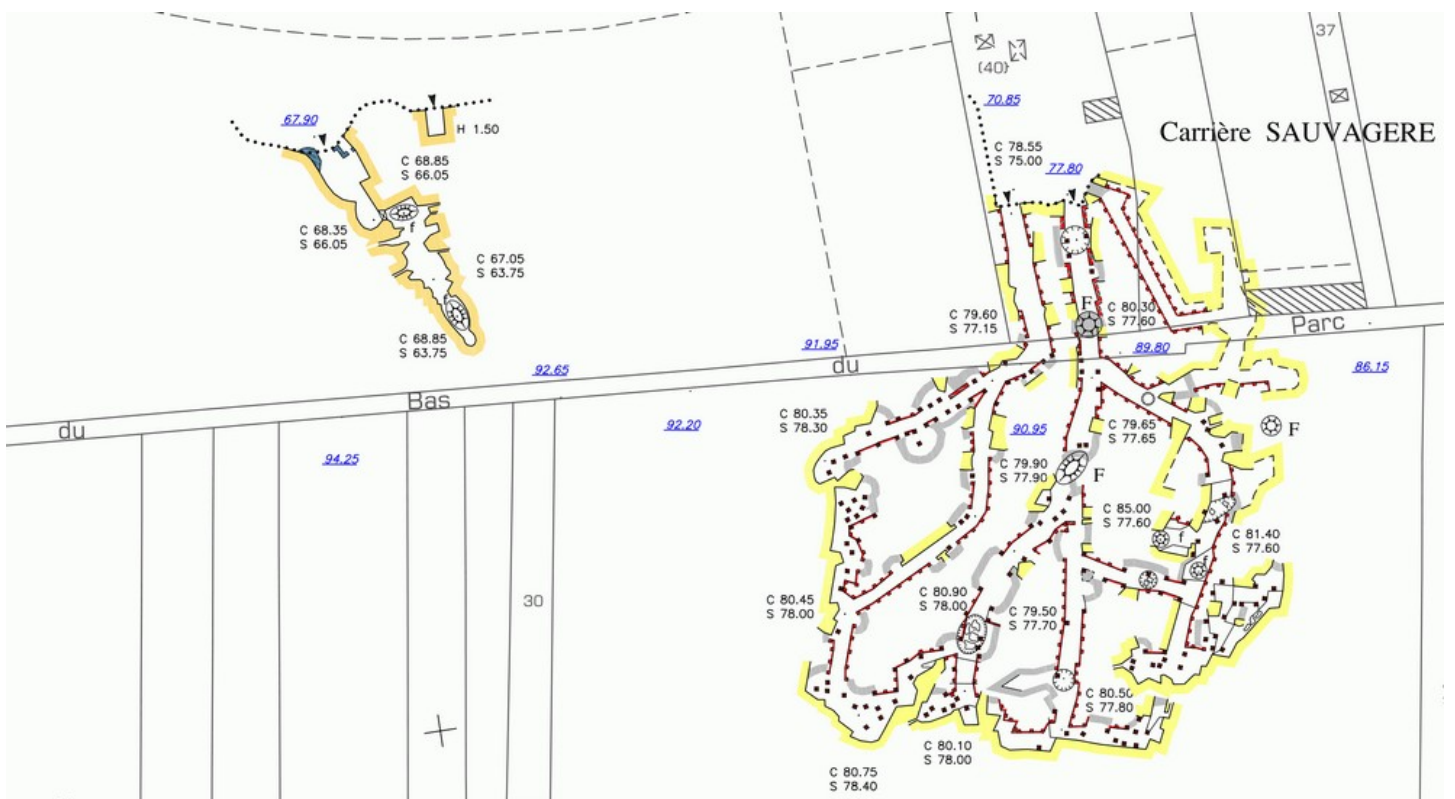 37
{40}
70.85
Carrière SAUVAGERE
67.90
H 1.50
C 78.55
S 75.00
77.80
C 68.85
S 66.05
C 68.35
S 66.05
f
C 67.05
S 63.75
C 68.85
S 63.75
C 79.60
S 77.15
F
C 80.30
S 77.60
Parc
91.95
89.80
du
92.65
86.15
Bas
du
C 80.35
S 78.30
92.20
90.95
C 79.65
S 77.65
F
94.25
C 79.90
S 77.90
F
C 85.00
S 77.60
f
C 81.40
S 77.60
f
30
C 80.45
S 78.00
C 80.90
S 78.00
C 79.50
S 77.70
C 80.50
S 77.80
C 80.10
S 78.00
C 80.75
S 78.40